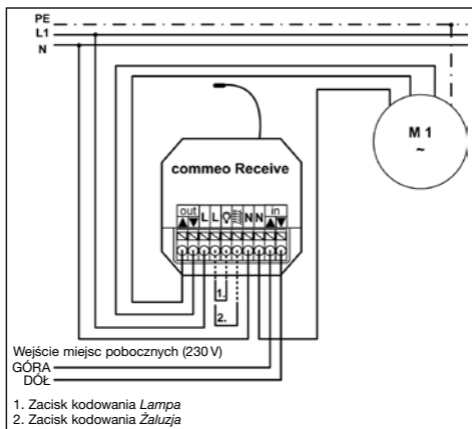 PE
L1
N
M 1
~
commeo Receive
out L L N N in
1.
2.
Wejście miejsc pobocznych (230 V)
GÓRA
DÓŁ
1. Zacisk kodowania Lampa
2. Zacisk kodowania Żaluzja